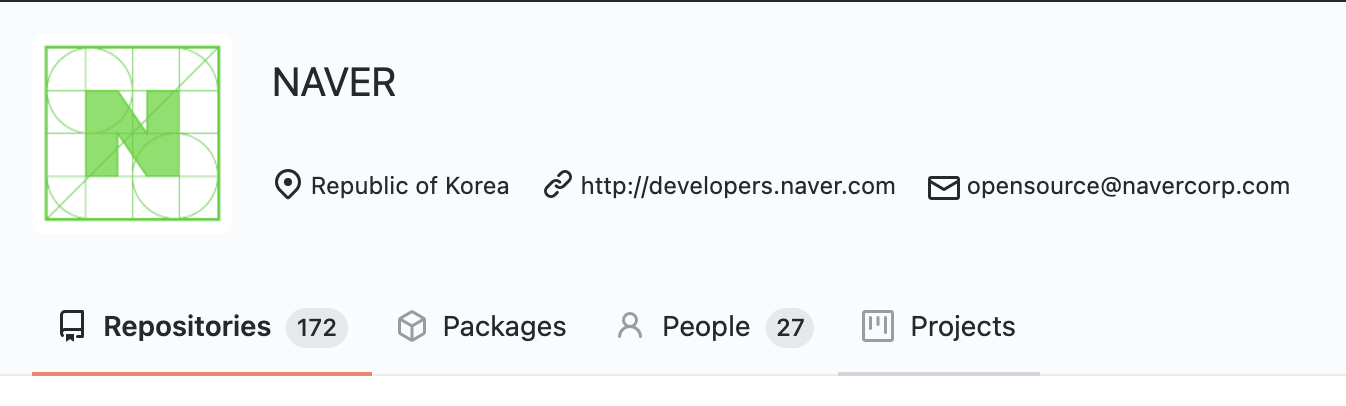 N
NAVER
Republic of Korea http://developers.naver.com opensource@navercorp.com
Repositories 172 Packages People 27 Projects